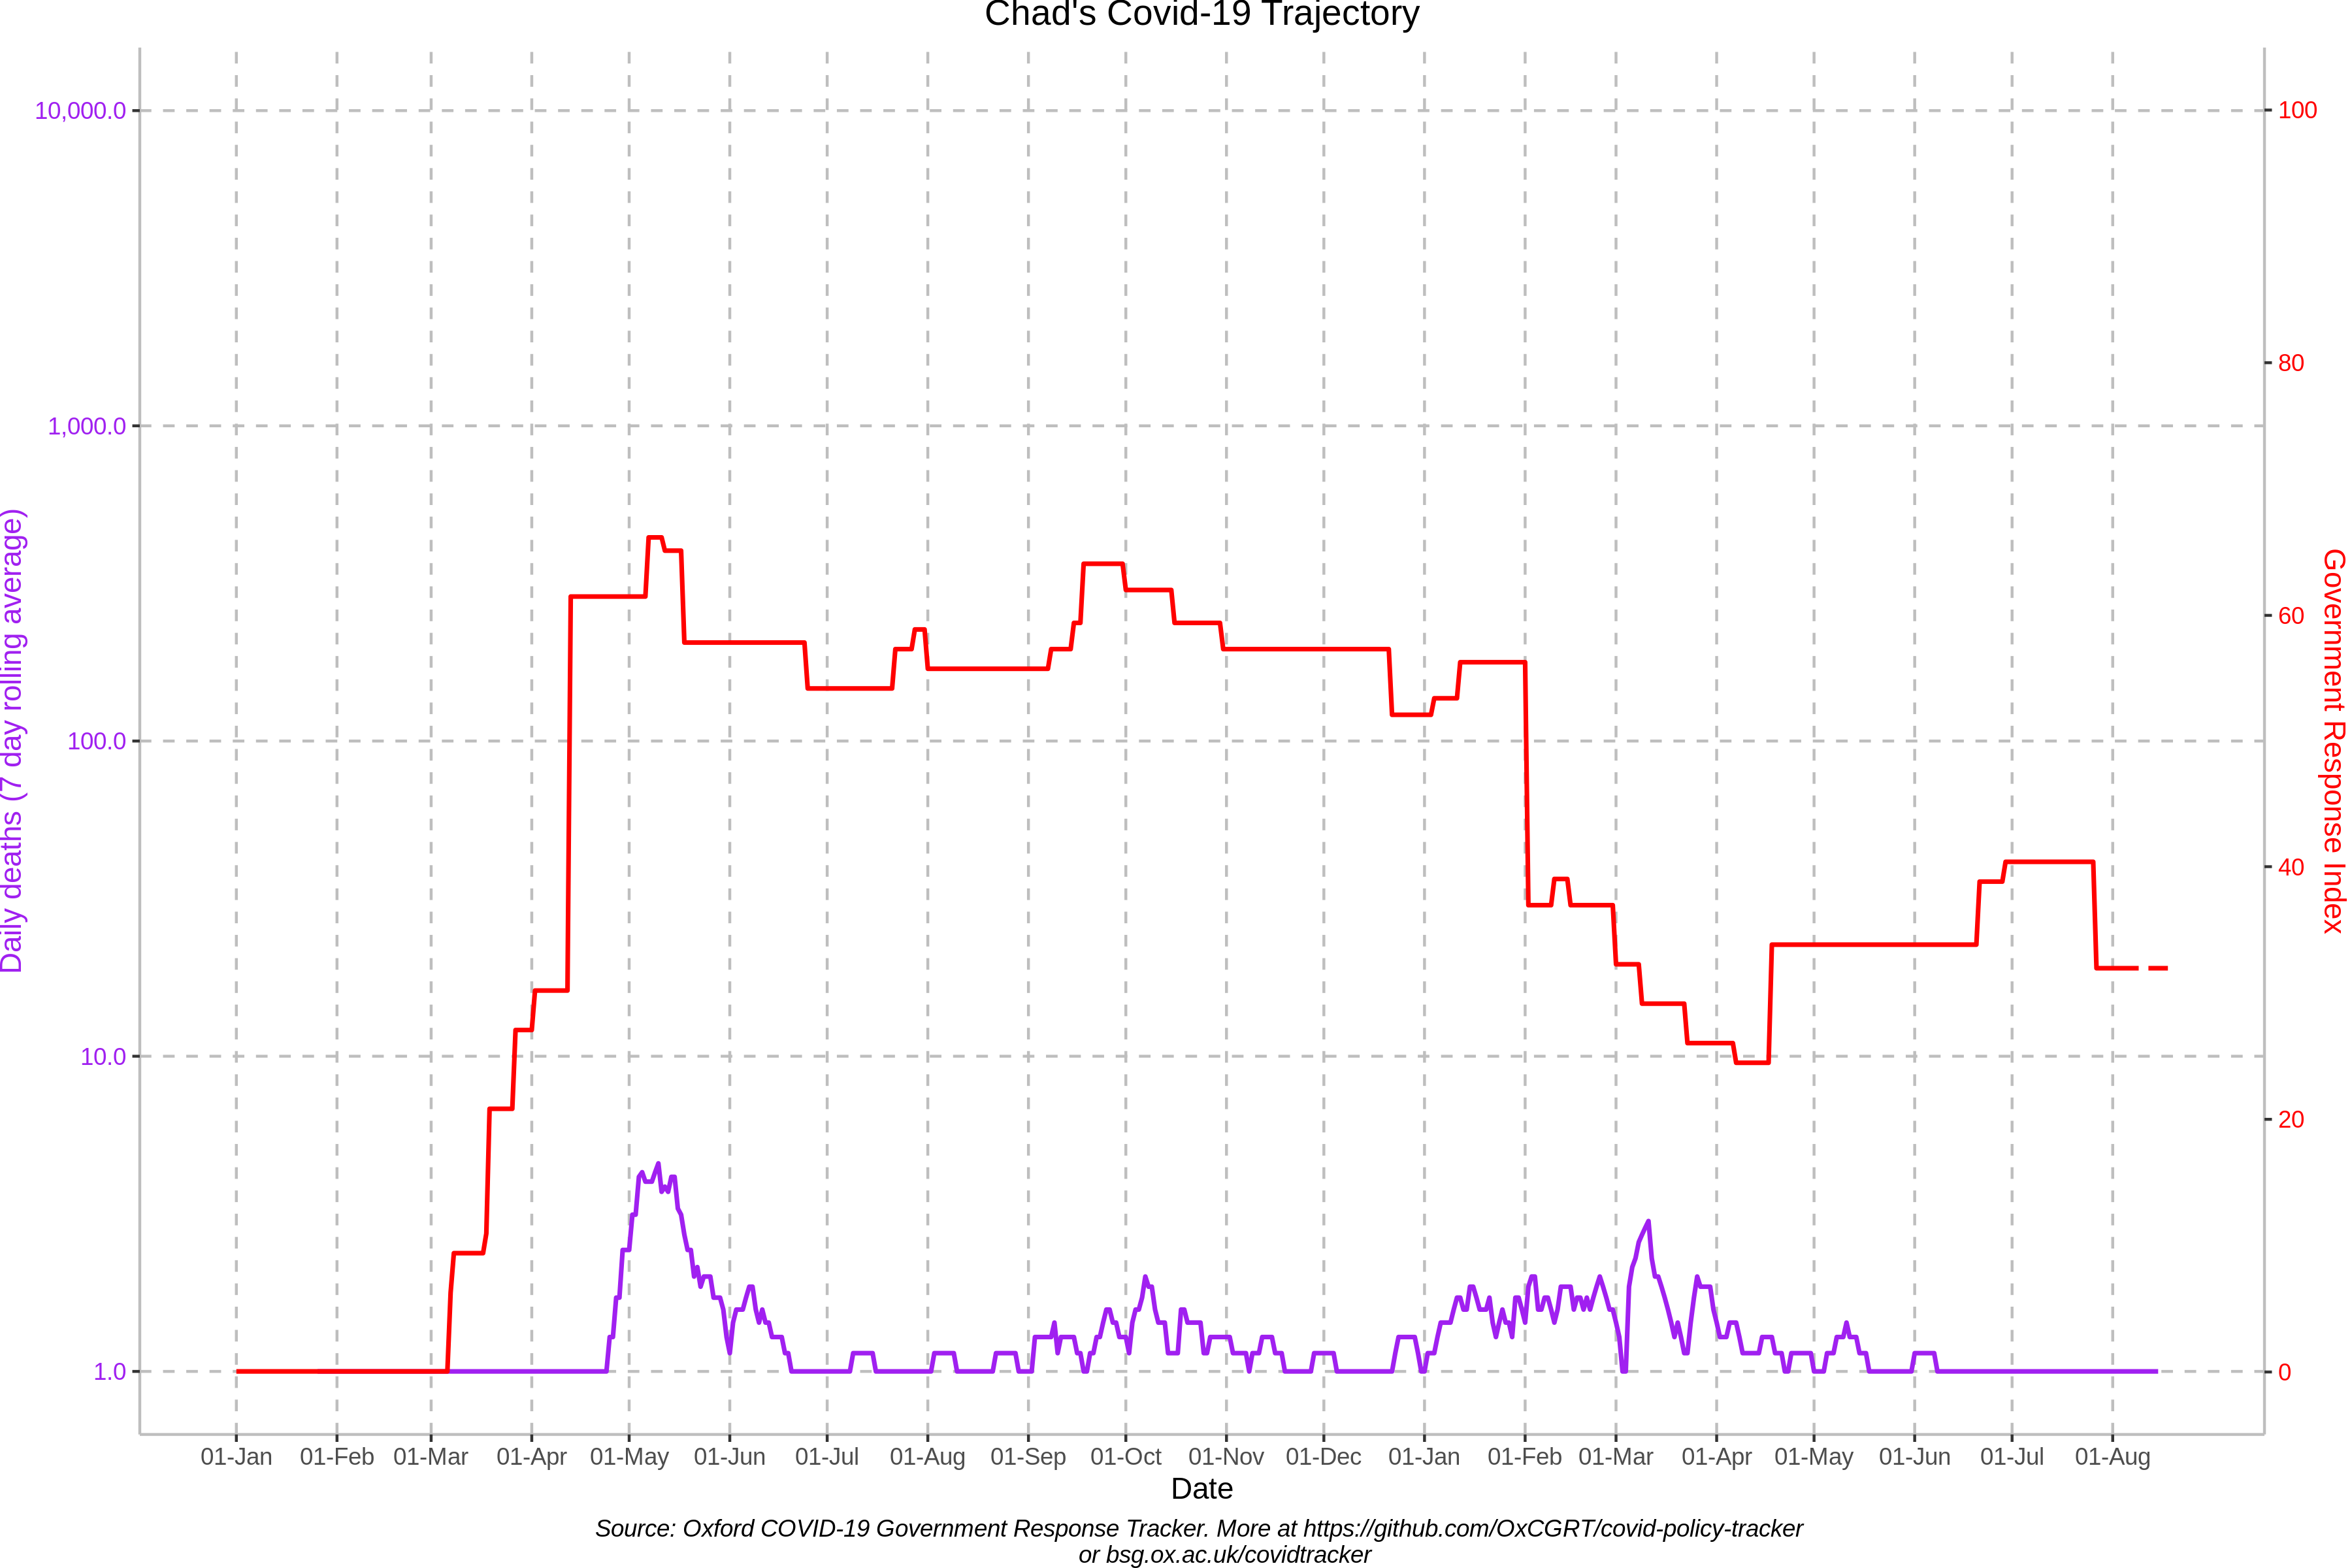 Chad's Covid-19 Trajectory
10,000.0
1,000.0
100.0
10.0
1.0
Daily deaths (7 day rolling average)
100
80
60
40
20
0
Government Response Index
01-Jan 01-Feb 01-Mar 01-Apr 01-May 01-Jun 01-Jul 01-Aug 01-Sep 01-Oct 01-Nov 01-Dec 01-Jan 01-Feb 01-Mar 01-Apr 01-May 01-Jun 01-Jul 01-Aug
Date
Source: Oxford COVID-19 Government Response Tracker. More at https://github.com/OxCGRT/covid-policy-tracker
or bsg.ox.ac.uk/covidtracker